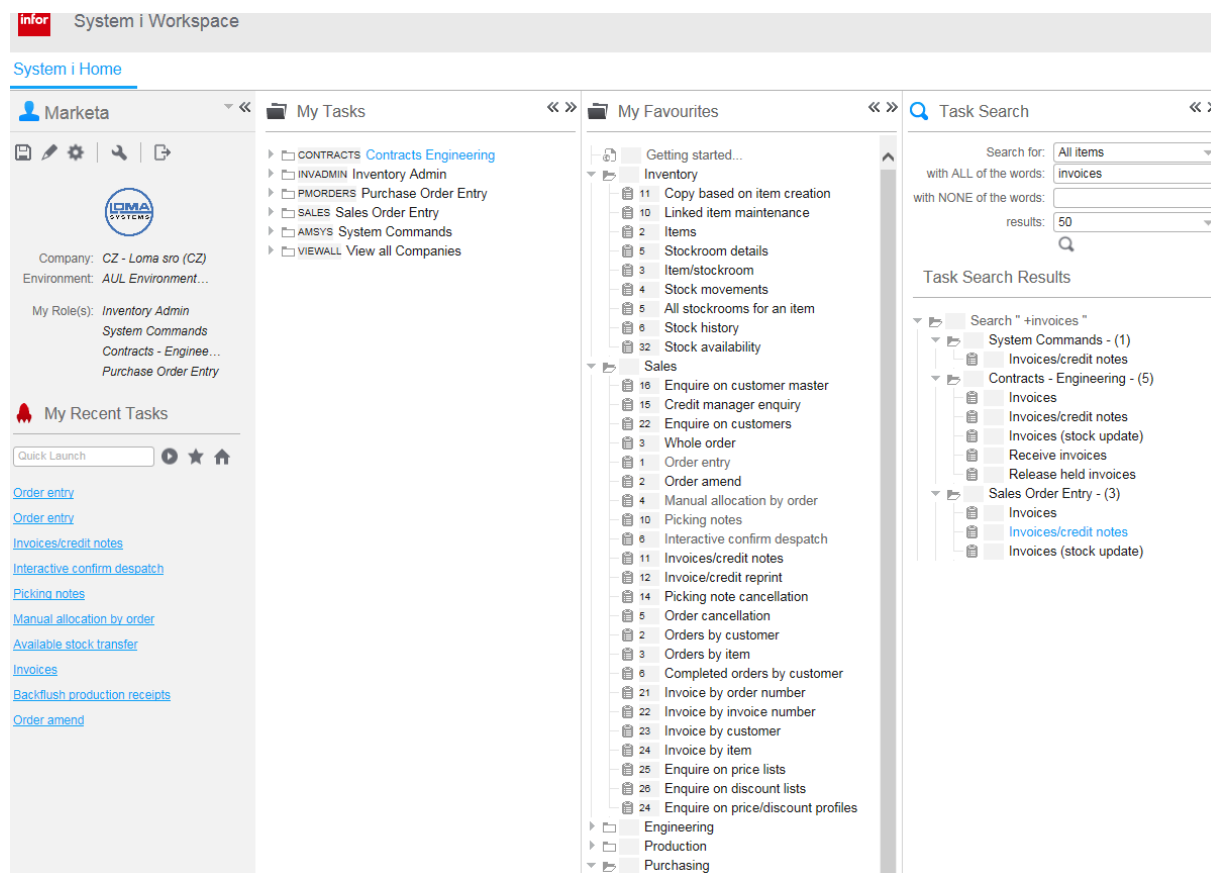 infor System i Workspace
System i Home
Marketa
LOMA
SYSTEMS
Company: CZ - Loma sro (CZ)
Environment: AUL Environment...
My Role(s): Inventory Admin
System Commands
Contracts - Enginee...
Purchase Order Entry
My Recent Tasks
Quick Launch
Order entry
Order entry
Invoices/credit notes
Interactive confirm despatch
Picking notes
Manual allocation by order
Available stock transfer
Invoices
Backflush production receipts
Order amend
My Tasks
CONTRACTS Contracts Engineering
INVADMIN Inventory Admin
PMORDERS Purchase Order Entry
SALES Sales Order Entry
AMSYS System Commands
VIEWALL View all Companies
My Favourites
Getting started...
Inventory
11 Copy based on item creation
10 Linked item maintenance
2 Items
5 Stockroom details
3 Item/stockroom
4 Stock movements
5 All stockrooms for an item
6 Stock history
32 Stock availability
Sales
16 Enquire on customer master
15 Credit manager enquiry
22 Enquire on customers
3 Whole order
1 Order entry
2 Order amend
4 Manual allocation by order
10 Picking notes
6 Interactive confirm despatch
11 Invoices/credit notes
12 Invoice/credit reprint
14 Picking note cancellation
5 Order cancellation
2 Orders by customer
3 Orders by item
6 Completed orders by customer
21 Invoice by order number
22 Invoice by invoice number
23 Invoice by customer
24 Invoice by item
25 Enquire on price lists
26 Enquire on discount lists
24 Enquire on price/discount profiles
Engineering
Production
Purchasing
Task Search
Search for: All items
with ALL of the words: invoices
with NONE of the words:
results: 50
Task Search Results
Search " +invoices "
System Commands - (1)
Invoices/credit notes
Contracts - Engineering - (5)
Invoices
Invoices/credit notes
Invoices (stock update)
Receive invoices
Release held invoices
Sales Order Entry - (3)
Invoices
Invoices/credit notes
Invoices (stock update)